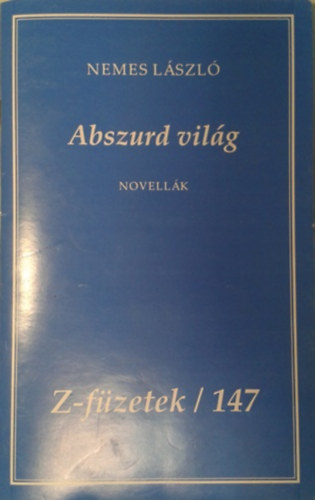 NEMES LÁSZLÓ
Abszurd világ
NOVELLÁK
Z-füzetek / 147